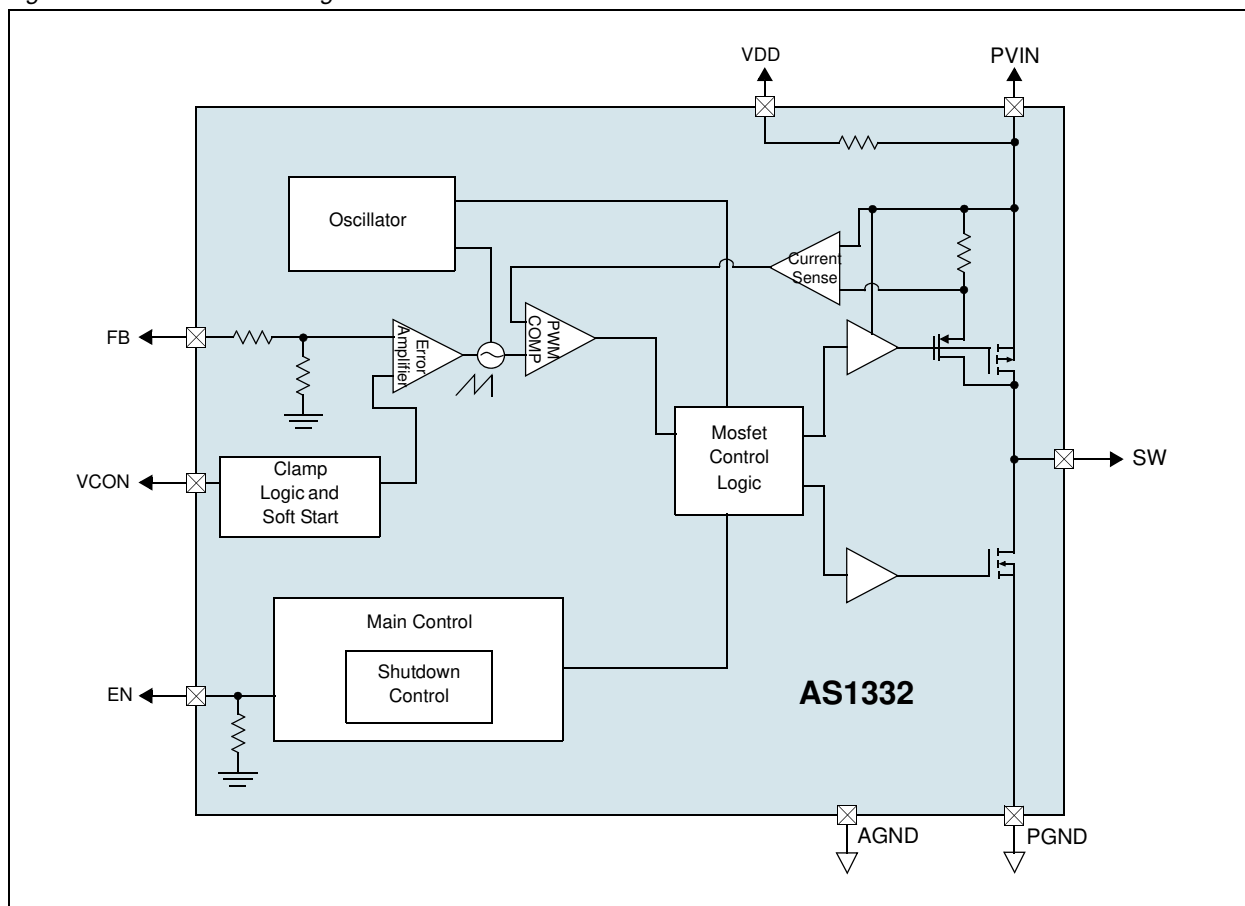 VDD
PVIN
Oscillator
Current
Sense
FB
Error
Amplifier
PWM
COMP
Mosfet
Control
Logic
SW
VCON
Clamp
Logic and
Soft Start
Main Control
Shutdown
Control
EN
AS1332
AGND
PGND